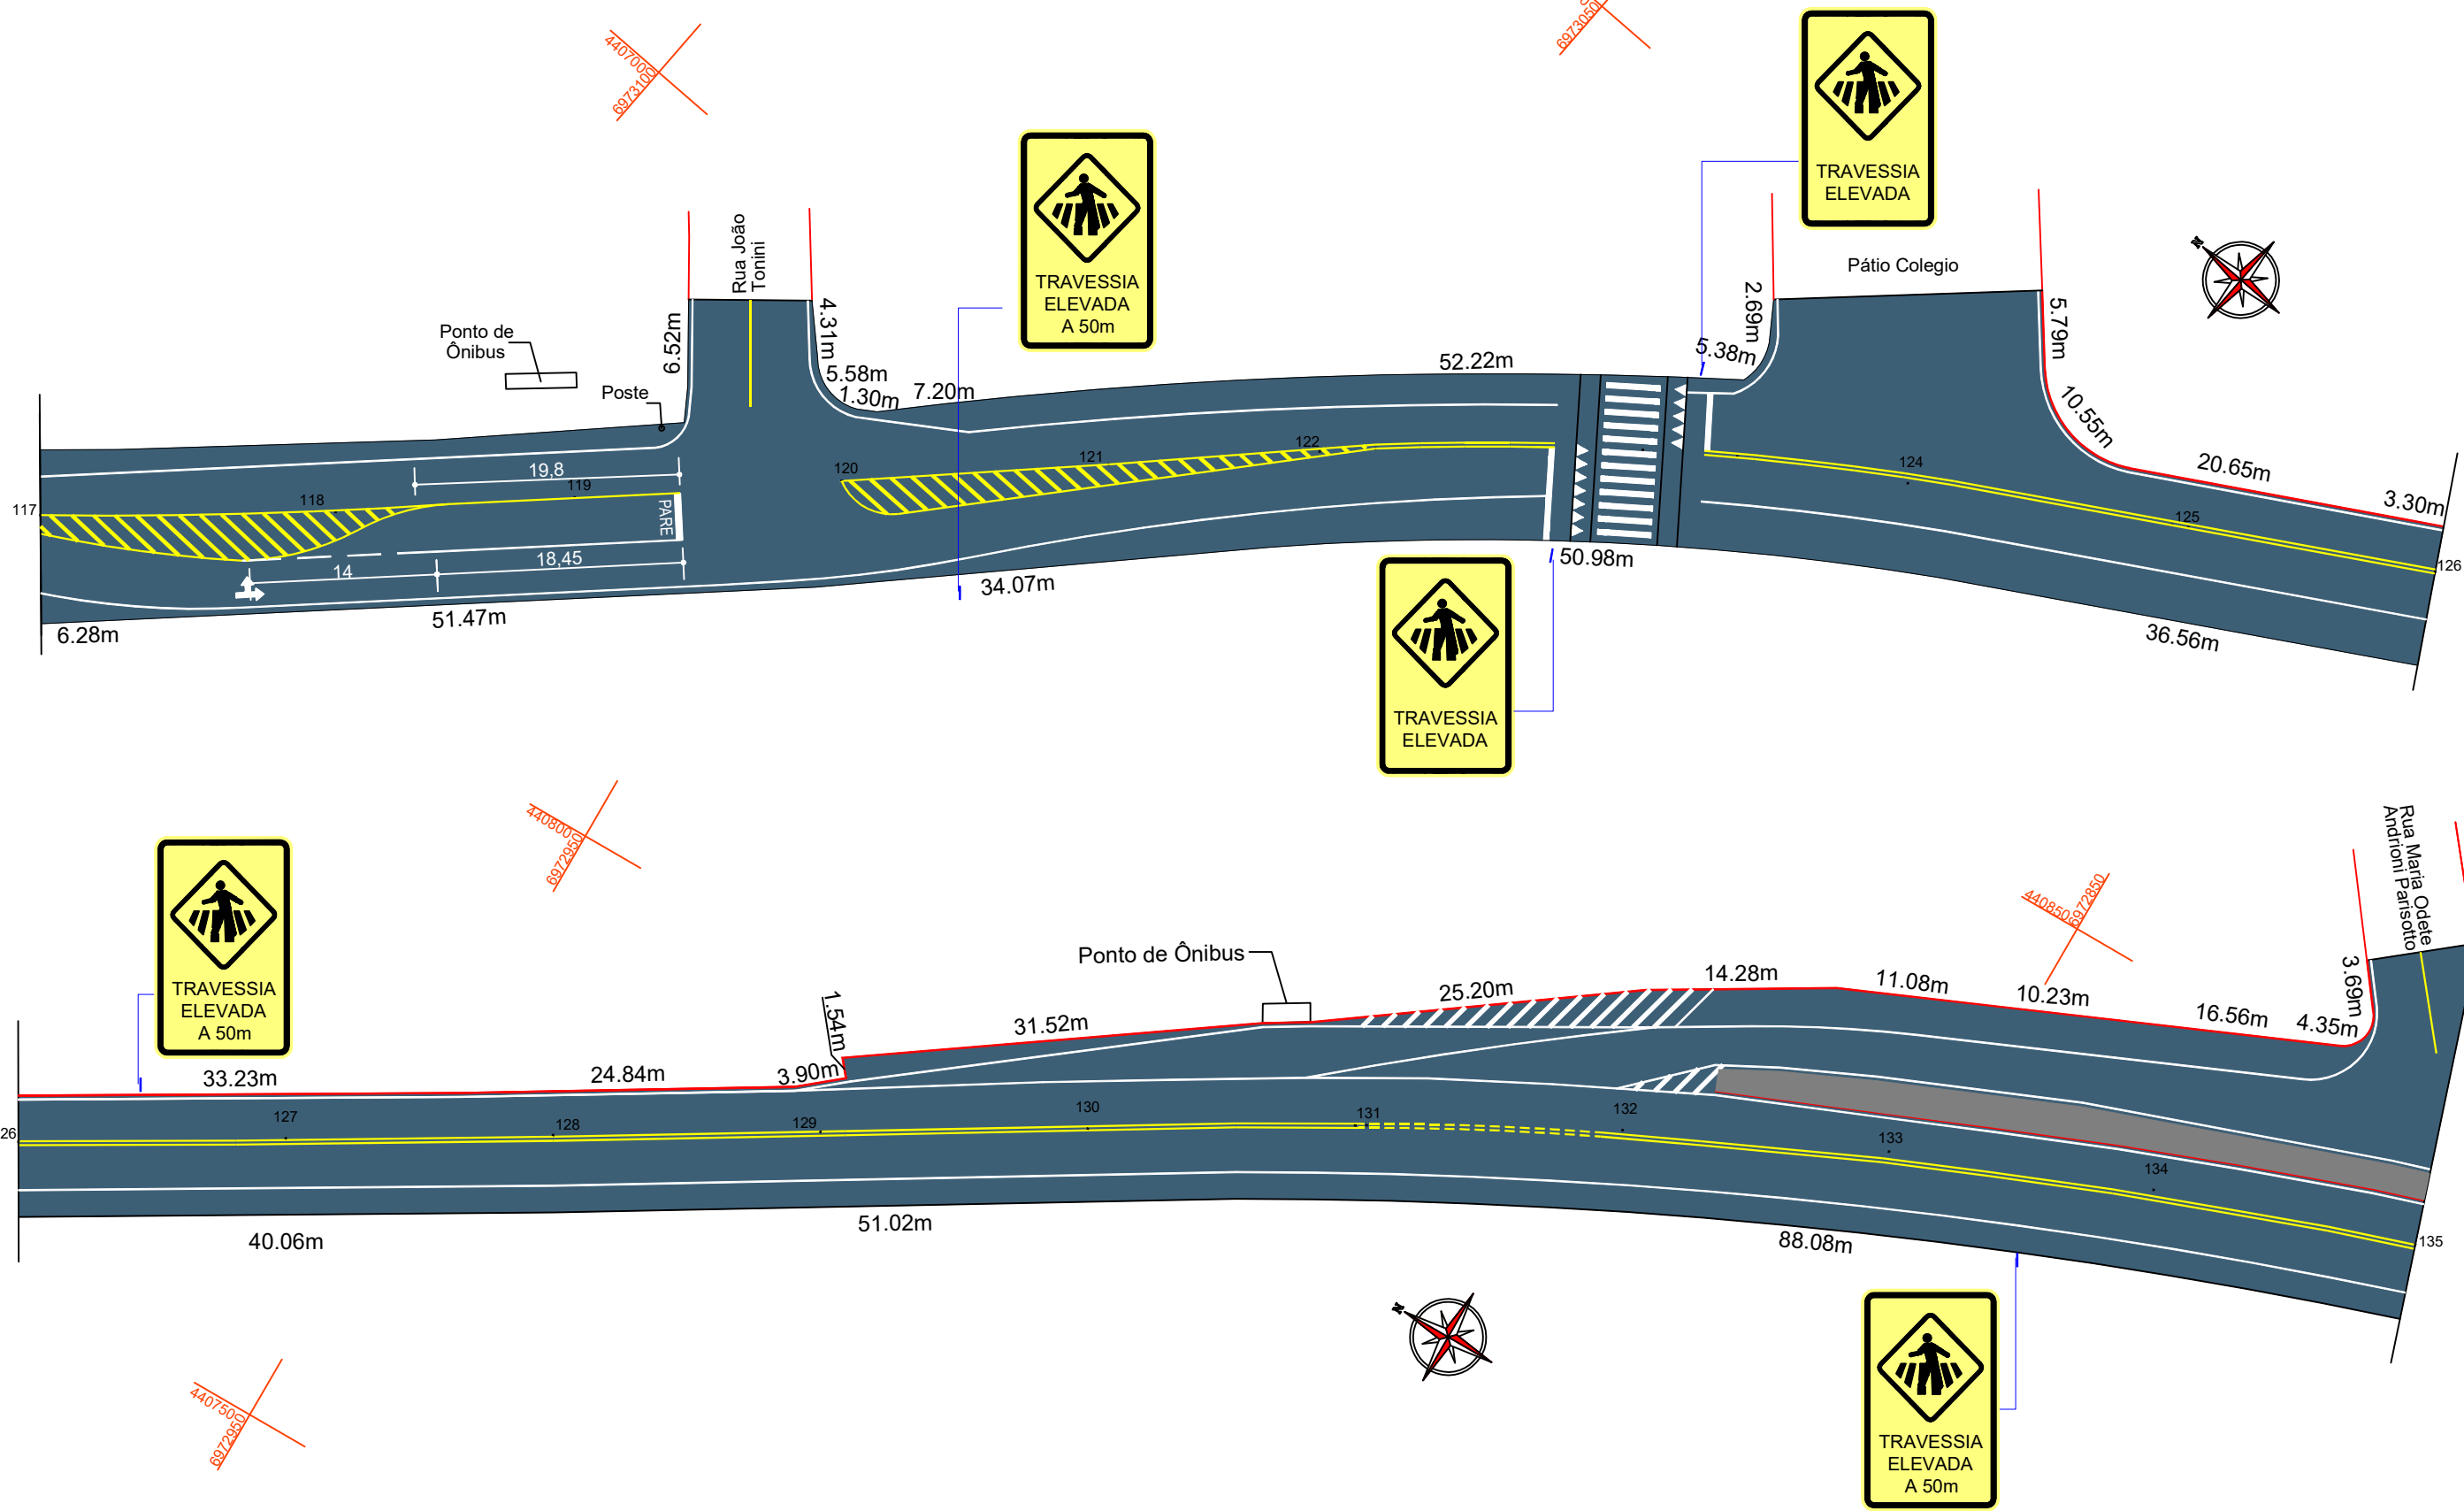 440700
6973100
6973050
TRAVESSIA
ELEVADA
TRAVESSIA
ELEVADA
A 50m
Rua João
Tonini
Pátio Colegio
N
Ponto de
Ônibus
Poste
6.52m
4.31m
5.58m
1.30m
7.20m
52.22m
5.38m
2.69m
5.79m
10.55m
20.65m
3.30m
117
118
119
120
121
122
124
125
126
19,8
PARE
14
18,45
6.28m
51.47m
34.07m
50.98m
36.56m
TRAVESSIA
ELEVADA
440800
6972950
TRAVESSIA
ELEVADA
A 50m
Rua Maria Odete
Andrioni Parisotto
440850
6972850
Ponto de Ônibus
33.23m
24.84m
3.90m
1.54m
31.52m
25.20m
14.28m
11.08m
10.23m
16.56m
4.35m
3.69m
26
127
128
129
130
131
132
133
134
135
40.06m
51.02m
88.08m
N
440750
6972950
TRAVESSIA
ELEVADA
A 50m